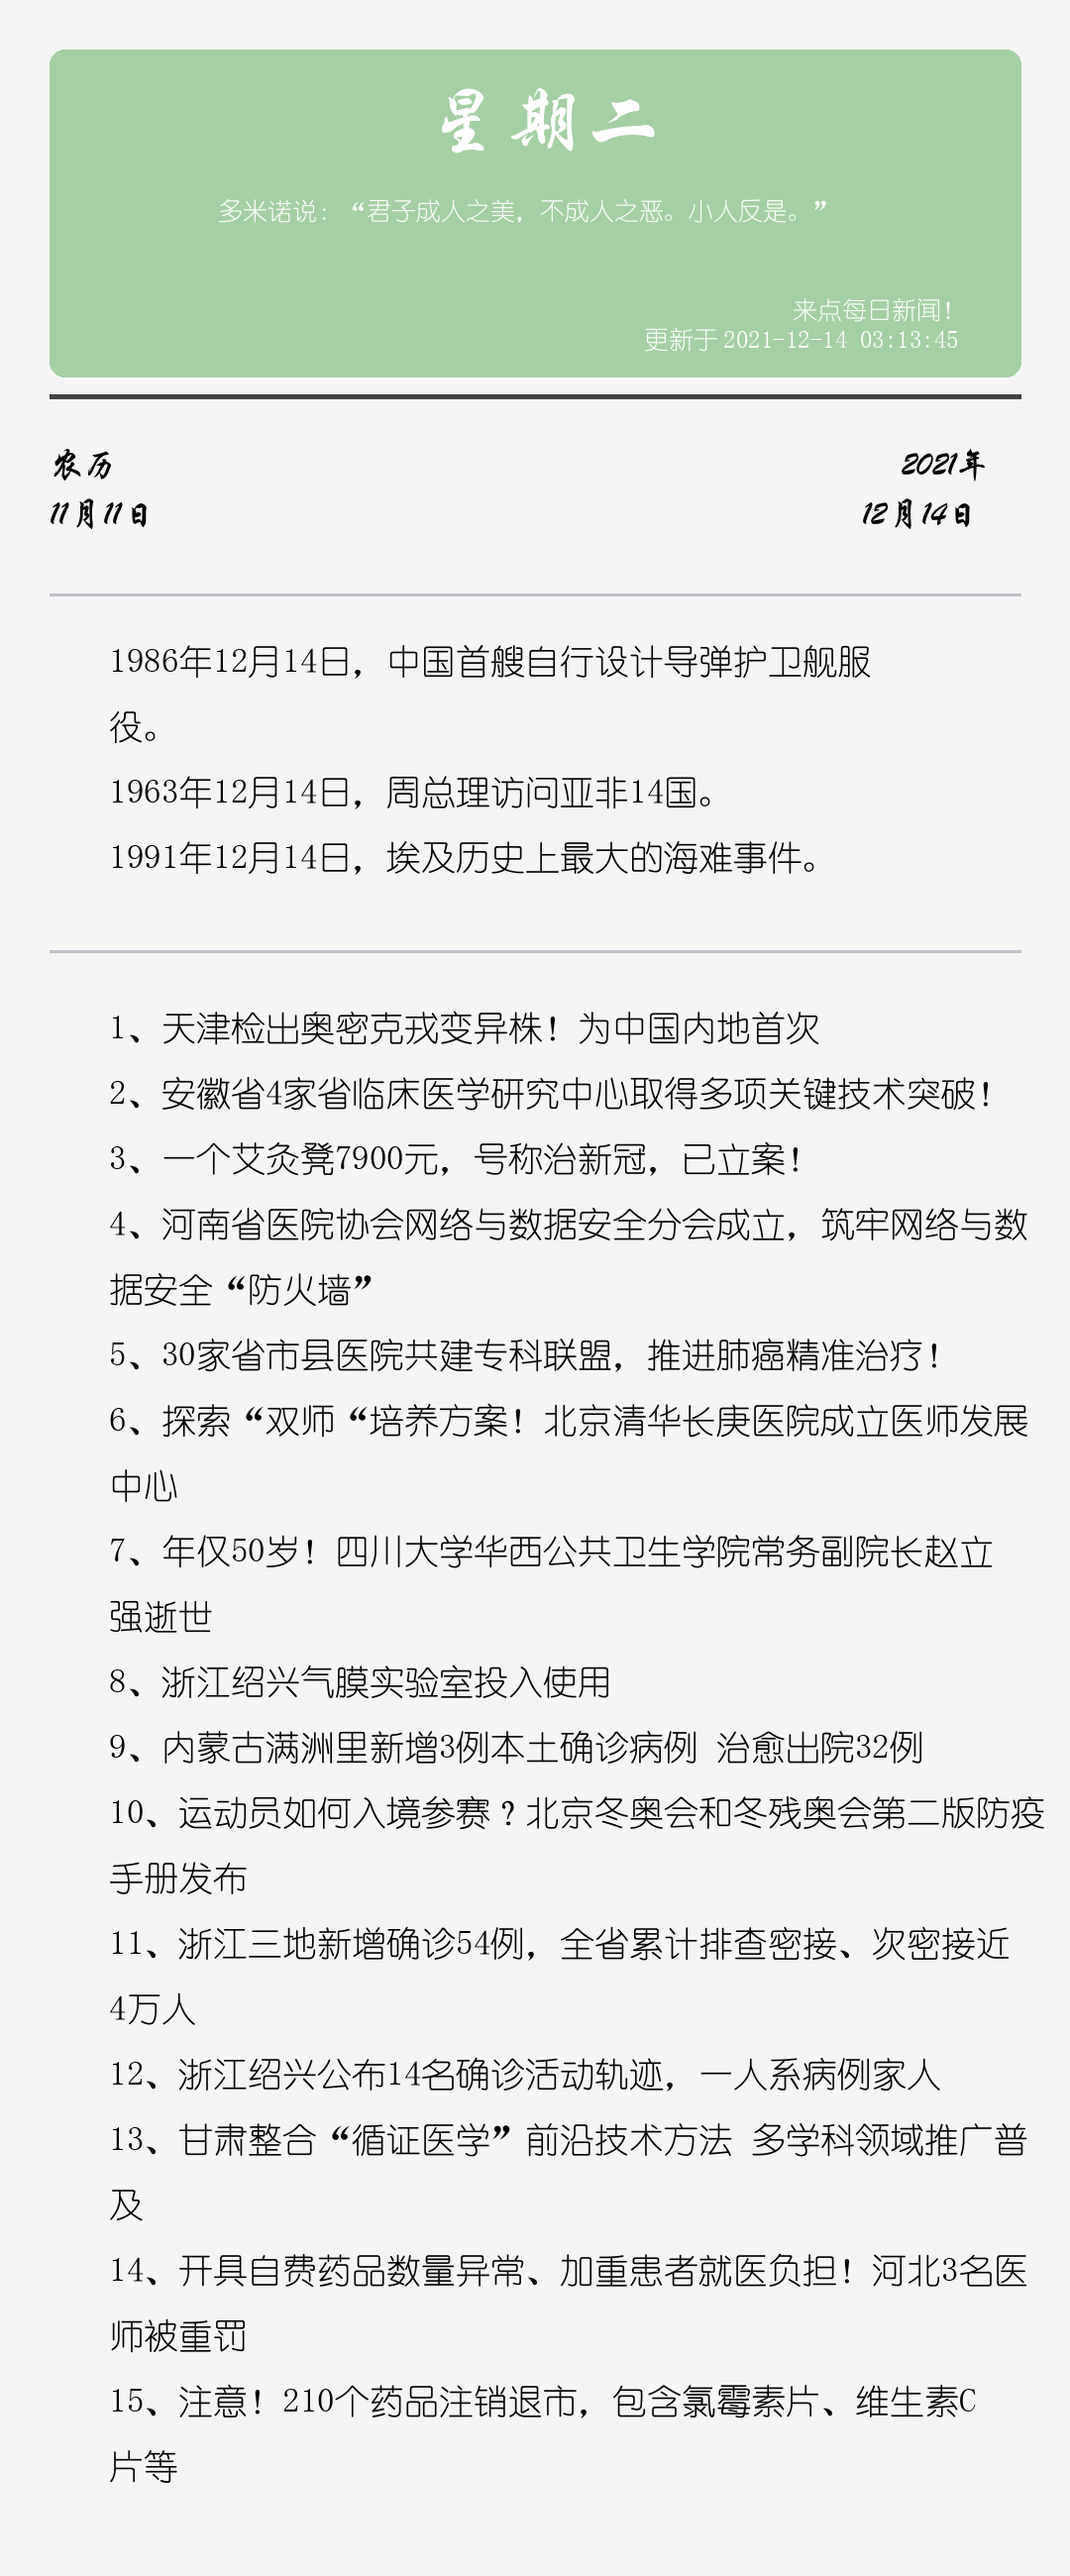 星期二
多米诺说：“君子成人之美，不成人之恶。小人反是。”
来点每日新闻！
更新于 2021-12-14 03:13:45
农历
2021年
11月11日
12月14日
1986年12月14日，中国首艘自行设计导弹护卫舰服
役。
1963年12月14日，周总理访问亚非14国。
1991年12月14日，埃及历史上最大的海难事件。
1、天津检出奥密克戎变异株！为中国内地首次
2、安徽省4家省临床医学研究中心取得多项关键技术突破！
3、一个艾灸凳7900元，号称治新冠，已立案！
4、河南省医院协会网络与数据安全分会成立，筑牢网络与数
据安全“防火墙”
5、30家省市县医院共建专科联盟，推进肺癌精准治疗！
6、探索“双师“培养方案！北京清华长庚医院成立医师发展
中心
7、年仅50岁！四川大学华西公共卫生学院常务副院长赵立
强逝世
8、浙江绍兴气膜实验室投入使用
9、内蒙古满洲里新增3例本土确诊病例 治愈出院32例
10、运动员如何入境参赛？北京冬奥会和冬残奥会第二版防疫
手册发布
11、浙江三地新增确诊54例，全省累计排查密接、次密接近
4万人
12、浙江绍兴公布14名确诊活动轨迹，一人系病例家人
13、甘肃整合“循证医学”前沿技术方法 多学科领域推广普
及
14、开具自费药品数量异常、加重患者就医负担！河北3名医
师被重罚
15、注意！210个药品注销退市，包含氯霉素片、维生素C
片等